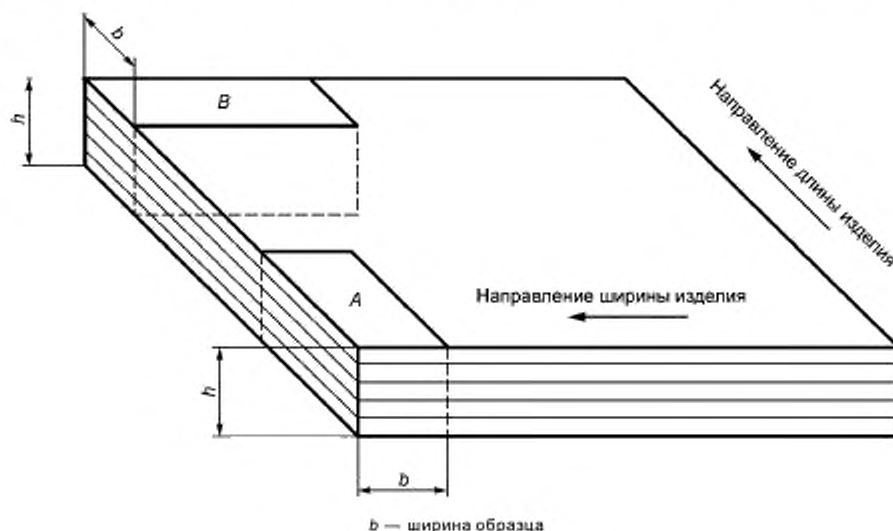 b
h
B
Направление длины изделия
A
Направление ширины изделия
h
b
b — ширина образца